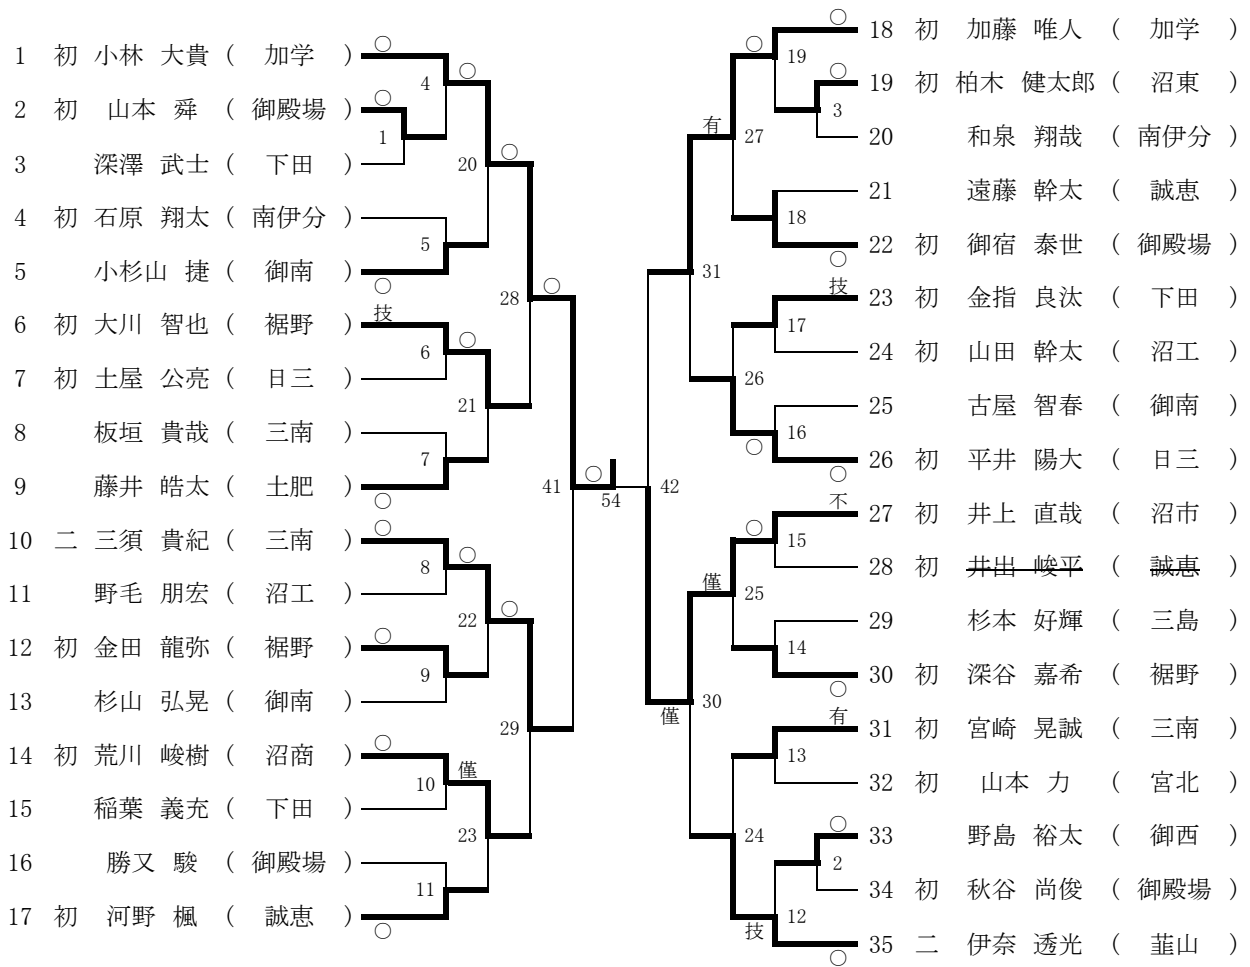 1 初 小林 大貴 ( 加学 ) ○
2 初 山本 舜 ( 御殿場 ) ○
3 深澤 武士 ( 下田 )
4 初 石原 翔太 ( 南伊分 )
5 小杉山 捷 ( 御南 ) ○
6 初 大川 智也 ( 裾野 ) 技
7 初 土屋 公亮 ( 日三 )
8 板垣 貴哉 ( 三南 )
9 藤井 皓太 ( 土肥 ) ○
10 二 三須 貴紀 ( 三南 ) ○
11 野毛 朋宏 ( 沼工 )
12 初 金田 龍弥 ( 裾野 ) ○
13 杉山 弘晃 ( 御南 )
14 初 荒川 峻樹 ( 沼商 ) ○
15 稲葉 義充 ( 下田 )
16 勝又 駿 ( 御殿場 )
17 初 河野 楓 ( 誠恵 ) ○
4 ○
1
5
6 ○
7
8 ○
9
10 僅
11
20 ○
21
22 ○
23
28 ○
29
41 ○
54
42
31
30 僅
有 27
26
僅 25
24
19 ○
3
18
17
16 ○
15 ○
14
13
2
12 技
○ 18 初 加藤 唯人 ( 加学 )
○ 19 初 柏木 健太郎 ( 沼東 )
20 和泉 翔哉 ( 南伊分 )
21 遠藤 幹太 ( 誠恵 )
○ 22 初 御宿 泰世 ( 御殿場 )
技 23 初 金指 良汰 ( 下田 )
24 初 山田 幹太 ( 沼工 )
25 古屋 智春 ( 御南 )
○ 26 初 平井 陽大 ( 日三 )
不 27 初 井上 直哉 ( 沼市 )
28 初 井出 峻平 ( 誠恵 )
29 杉本 好輝 ( 三島 )
○ 30 初 深谷 嘉希 ( 裾野 )
有 31 初 宮崎 晃誠 ( 三南 )
32 初 山本 力 ( 宮北 )
○ 33 野島 裕太 ( 御西 )
34 初 秋谷 尚俊 ( 御殿場 )
○ 35 二 伊奈 透光 ( 韮山 )